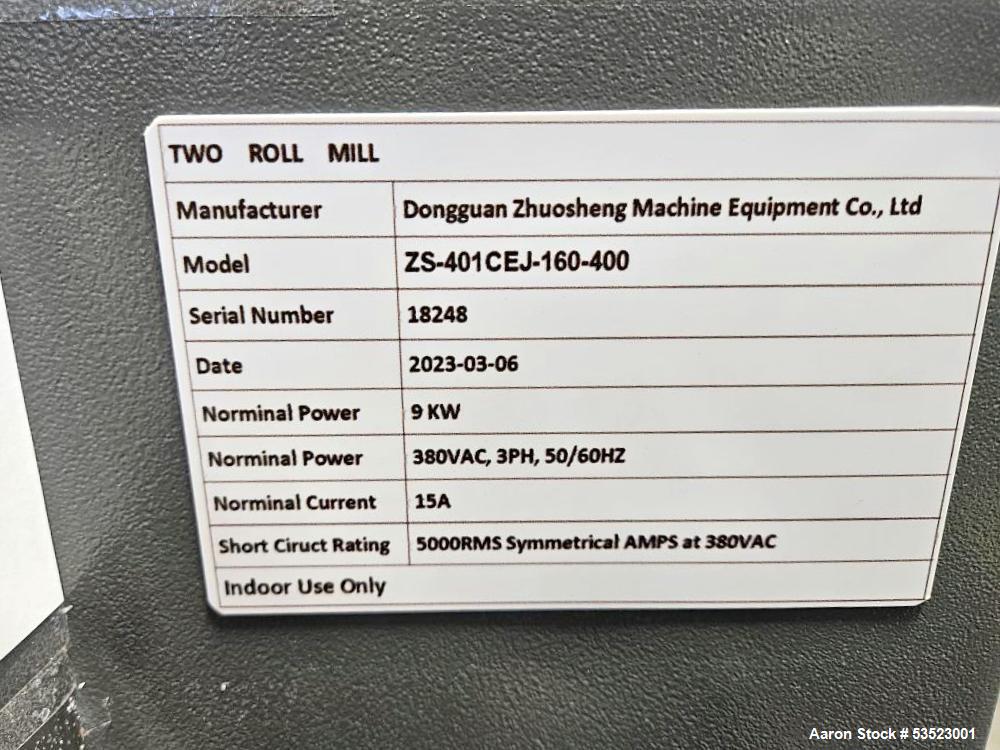 TWO ROLL MILL
Manufacturer Dongguan Zhuosheng Machine Equipment Co., Ltd
Model ZS-401CEJ-160-400
Serial Number 18248
Date 2023-03-06
Norminal Power 9 KW
Norminal Power 380VAC, 3PH, 50/60HZ
Norminal Current 15A
Short Ciruct Rating 5000RMS Symmetrical AMPS at 380VAC
Indoor Use Only
Aaron Stock # 53523001